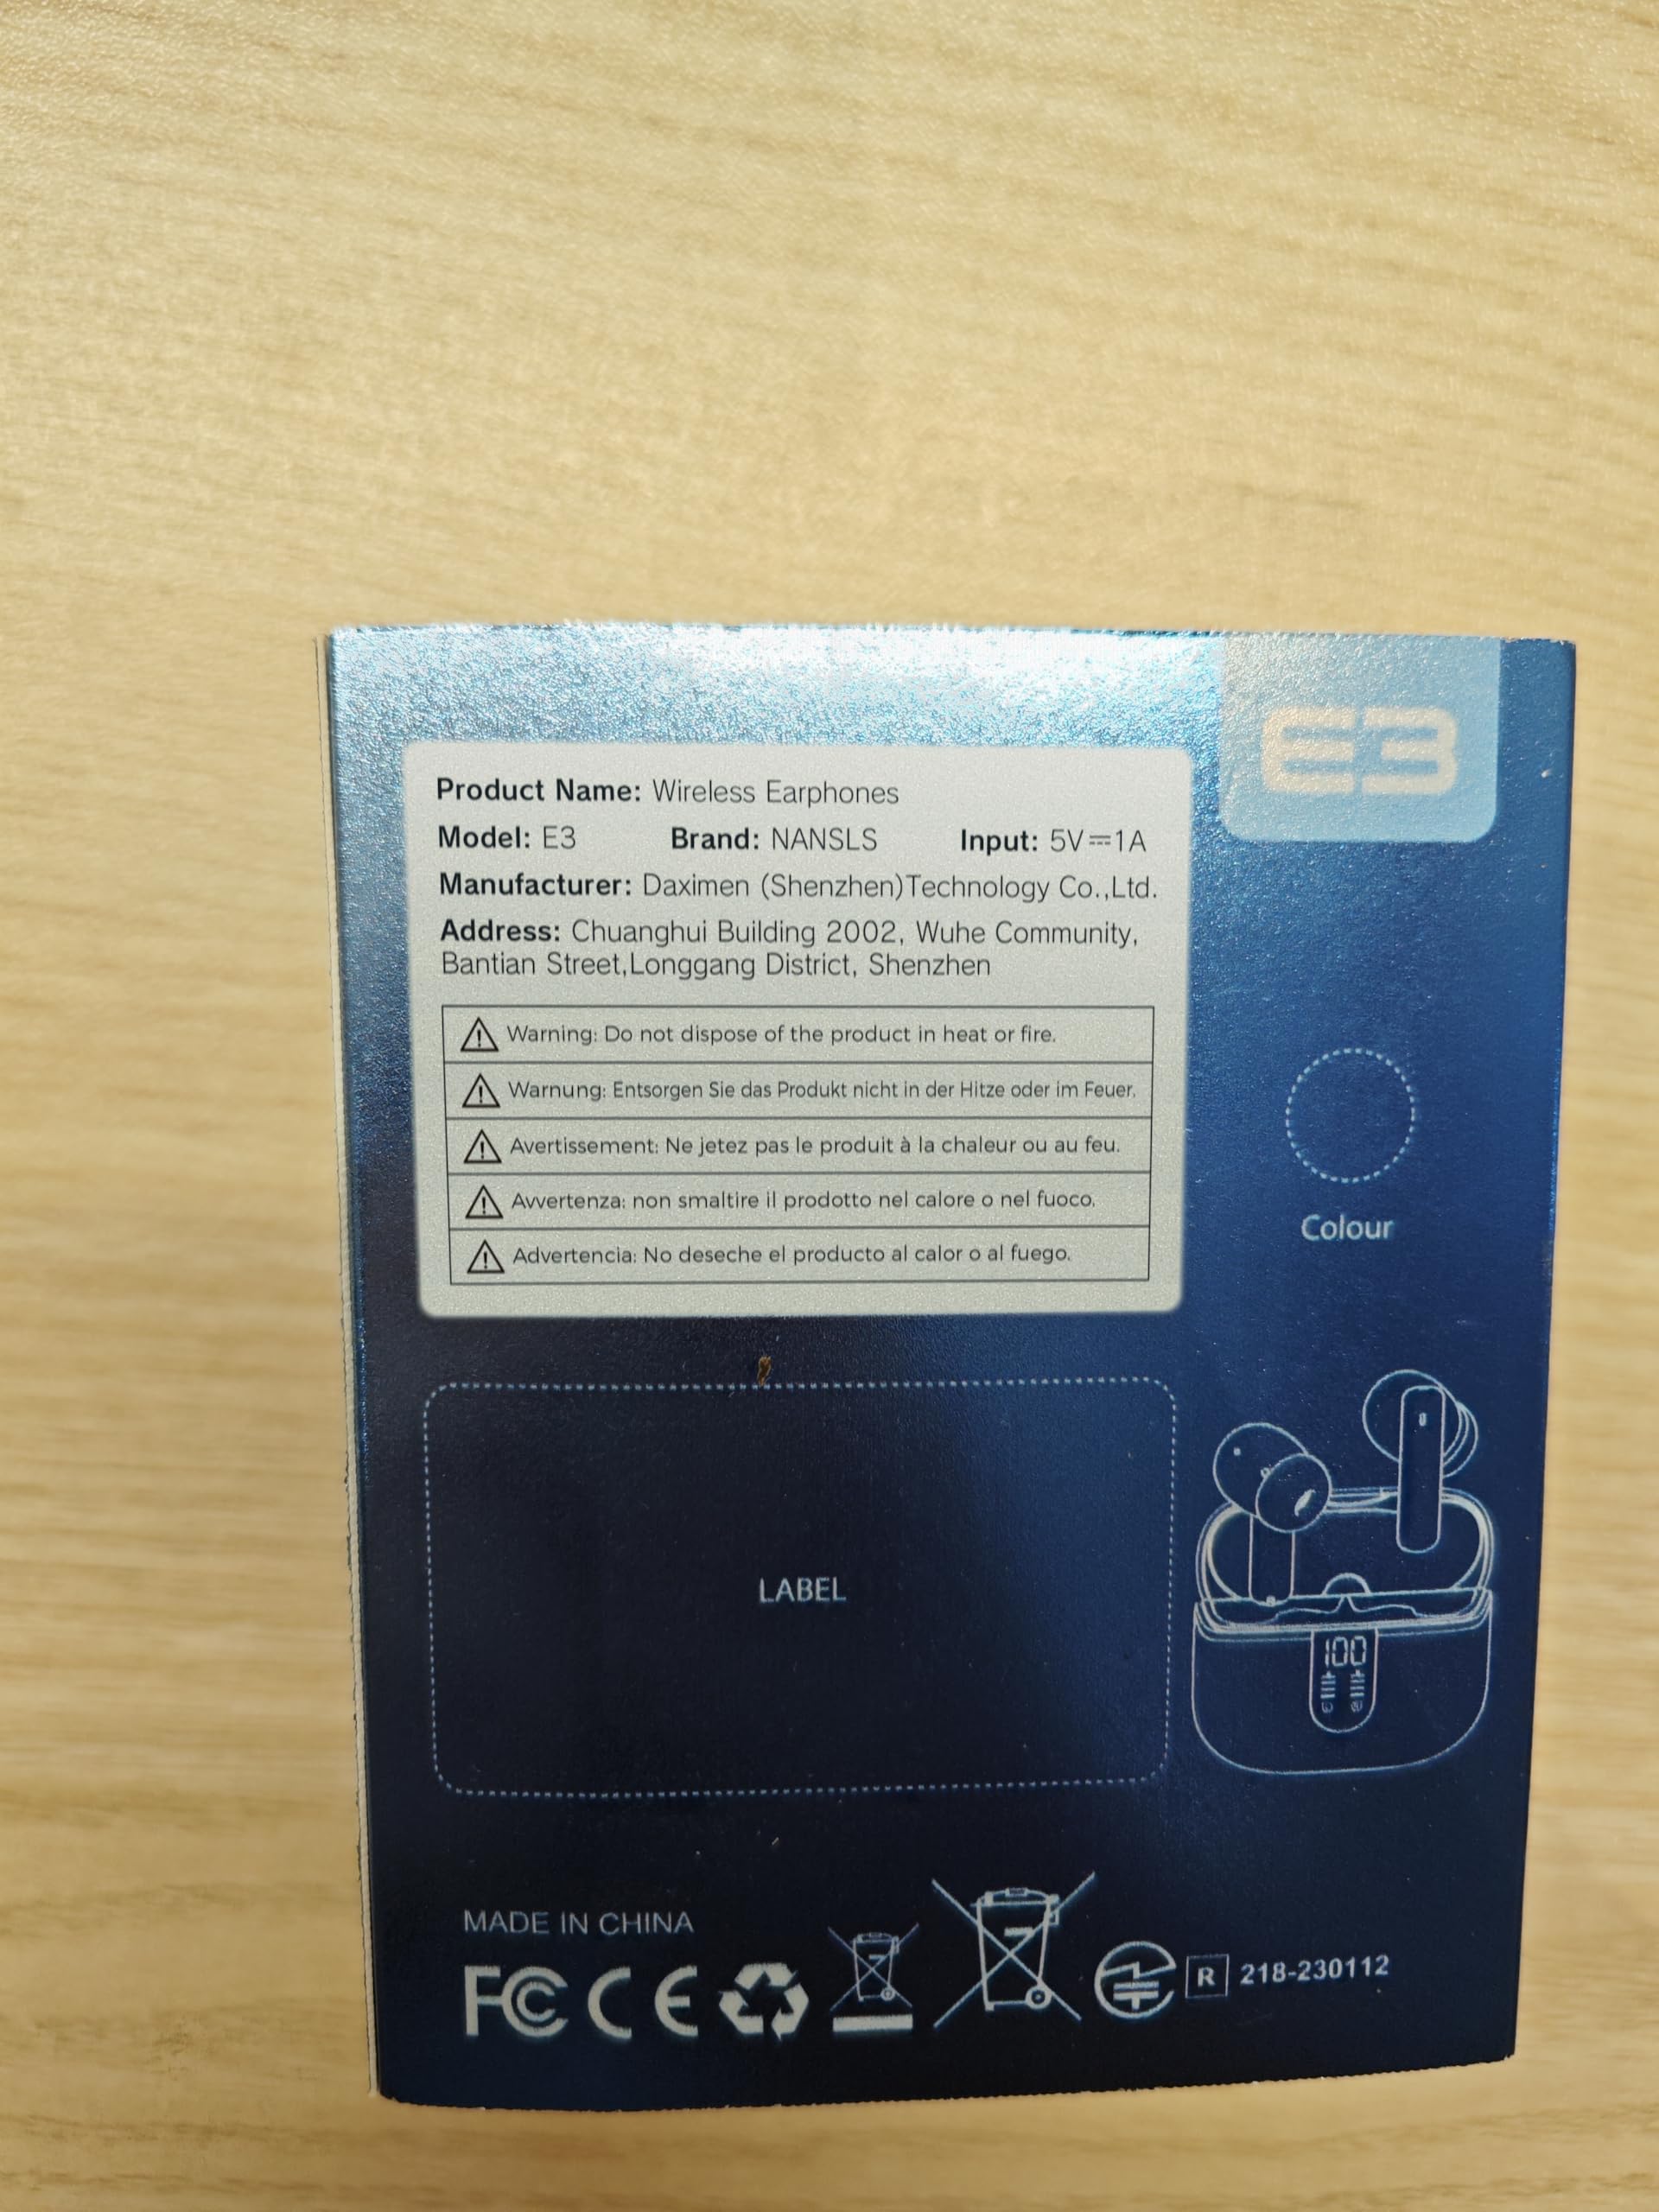 E3
Product Name: Wireless Earphones
Model: E3 Brand: NANSLS Input: 5V⎓1A
Manufacturer: Daximen (Shenzhen)Technology Co.,Ltd.
Address: Chuanghui Building 2002, Wuhe Community,
Bantian Street,Longgang District, Shenzhen
Warning: Do not dispose of the product in heat or fire.
Warnung: Entsorgen Sie das Produkt nicht in der Hitze oder im Feuer.
Avertissement: Ne jetez pas le produit à la chaleur ou au feu.
Avvertenza: non smaltire il prodotto nel calore o nel fuoco.
Advertencia: No deseche el producto al calor o al fuego.
Colour
LABEL
100
MADE IN CHINA
FC CE R 218-230112